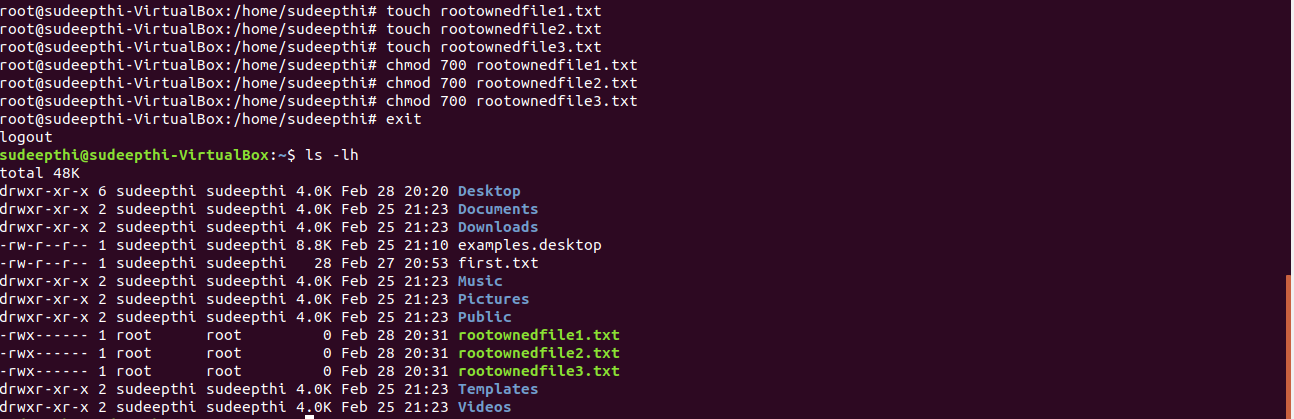 root@sudeepthi-VirtualBox:/home/sudeepthi# touch rootownedfile1.txt
root@sudeepthi-VirtualBox:/home/sudeepthi# touch rootownedfile2.txt
root@sudeepthi-VirtualBox:/home/sudeepthi# touch rootownedfile3.txt
root@sudeepthi-VirtualBox:/home/sudeepthi# chmod 700 rootownedfile1.txt
root@sudeepthi-VirtualBox:/home/sudeepthi# chmod 700 rootownedfile2.txt
root@sudeepthi-VirtualBox:/home/sudeepthi# chmod 700 rootownedfile3.txt
root@sudeepthi-VirtualBox:/home/sudeepthi# exit
logout
sudeepthi@sudeepthi-VirtualBox:~$ ls -lh
total 48K
drwxr-xr-x 6 sudeepthi sudeepthi 4.0K Feb 28 20:20 Desktop
drwxr-xr-x 2 sudeepthi sudeepthi 4.0K Feb 25 21:23 Documents
drwxr-xr-x 2 sudeepthi sudeepthi 4.0K Feb 25 21:23 Downloads
-rw-r--r-- 1 sudeepthi sudeepthi 8.8K Feb 25 21:10 examples.desktop
-rw-r--r-- 1 sudeepthi sudeepthi   28 Feb 27 20:53 first.txt
drwxr-xr-x 2 sudeepthi sudeepthi 4.0K Feb 25 21:23 Music
drwxr-xr-x 2 sudeepthi sudeepthi 4.0K Feb 25 21:23 Pictures
drwxr-xr-x 2 sudeepthi sudeepthi 4.0K Feb 25 21:23 Public
-rwx------ 1 root      root         0 Feb 28 20:31 rootownedfile1.txt
-rwx------ 1 root      root         0 Feb 28 20:31 rootownedfile2.txt
-rwx------ 1 root      root         0 Feb 28 20:31 rootownedfile3.txt
drwxr-xr-x 2 sudeepthi sudeepthi 4.0K Feb 25 21:23 Templates
drwxr-xr-x 2 sudeepthi sudeepthi 4.0K Feb 25 21:23 Videos